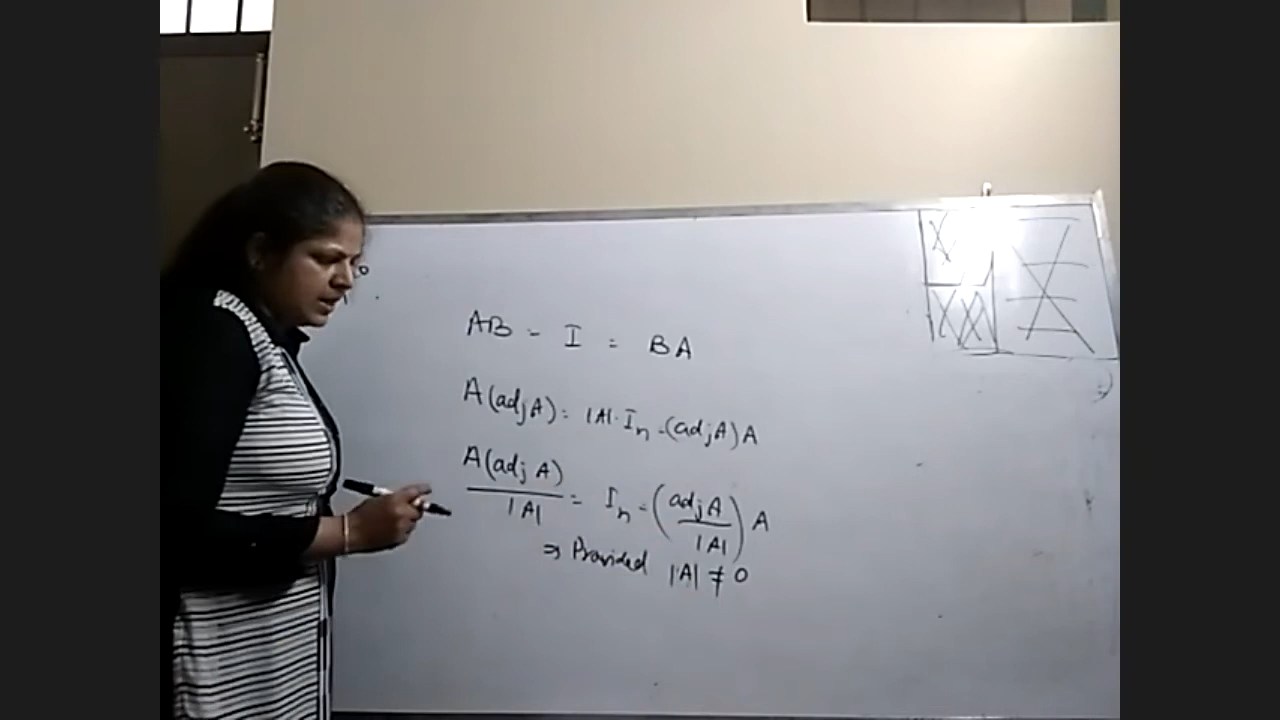 AB = I = BA
A(adj A) = |A|. In = (adj A) A
A(adj A) / |A| = In = (adj A / |A|) A
⇒ Provided |A| ≠ 0